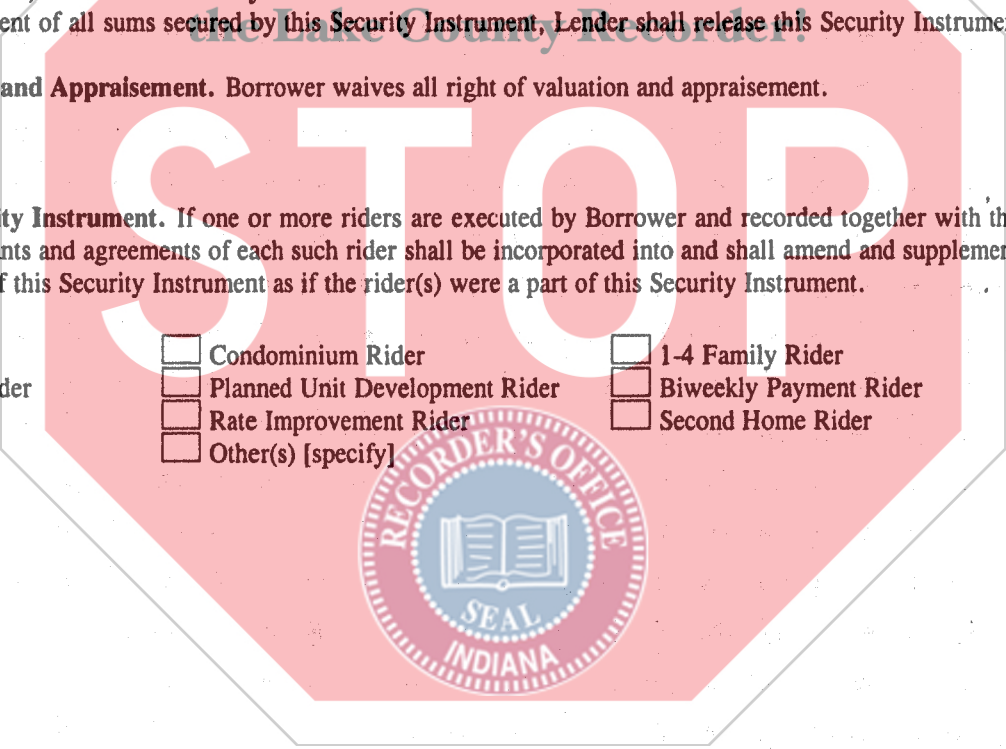 ent of all sums secured by this Security Instrument, Lender shall release this Security Instrume
the Lake County Recorder!
and Appraisement. Borrower waives all right of valuation and appraisement.
STOP
ity Instrument. If one or more riders are executed by Borrower and recorded together with th
nts and agreements of each such rider shall be incorporated into and shall amend and supplemen
f this Security Instrument as if the rider(s) were a part of this Security Instrument.
Condominium Rider 1-4 Family Rider
der Planned Unit Development Rider Biweekly Payment Rider
Rate Improvement Rider Second Home Rider
Other(s) [specify]
RECORDER'S OFFICE
SEAL
INDIANA